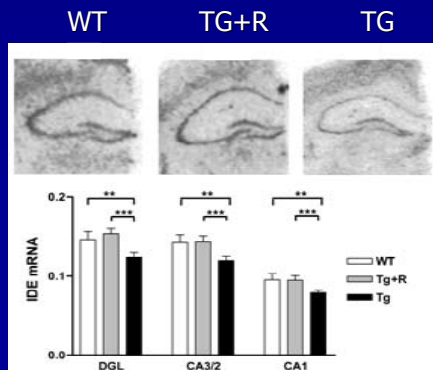 WT TG+R TG
0.2
** ** **
*** *** ***
IDE mRNA
0.1
WT
Tg+R
Tg
0.0
DGL CA3/2 CA1